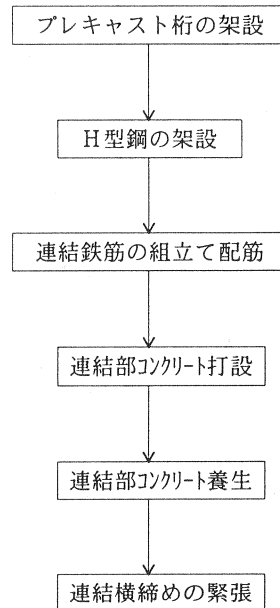 プレキャスト桁の架設
H型鋼の架設
連結鉄筋の組立て配筋
連結部ｺﾝｸﾘｰﾄ打設
連結部ｺﾝｸﾘｰﾄ養生
連結横締めの緊張